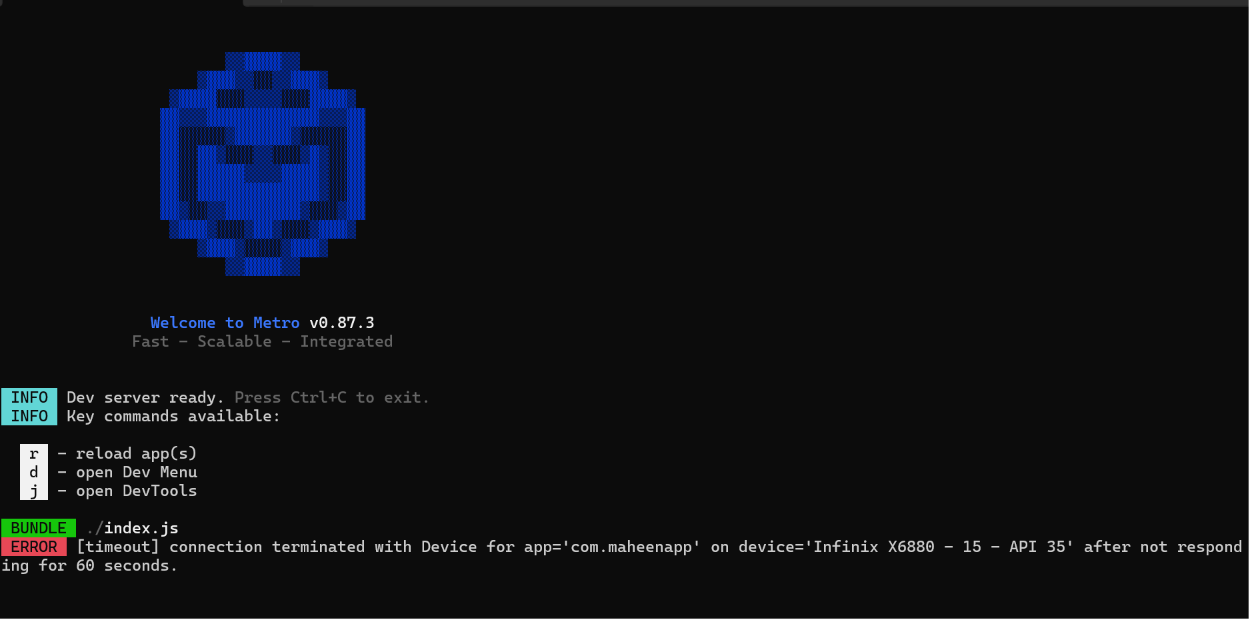 Welcome to Metro v0.87.3
Fast - Scalable - Integrated
INFO Dev server ready. Press Ctrl+C to exit.
INFO Key commands available:
r - reload app(s)
d - open Dev Menu
j - open DevTools
BUNDLE ./index.js
ERROR [timeout] connection terminated with Device for app='com.maheenapp' on device='Infinix X6880 - 15 - API 35' after not respond
ing for 60 seconds.